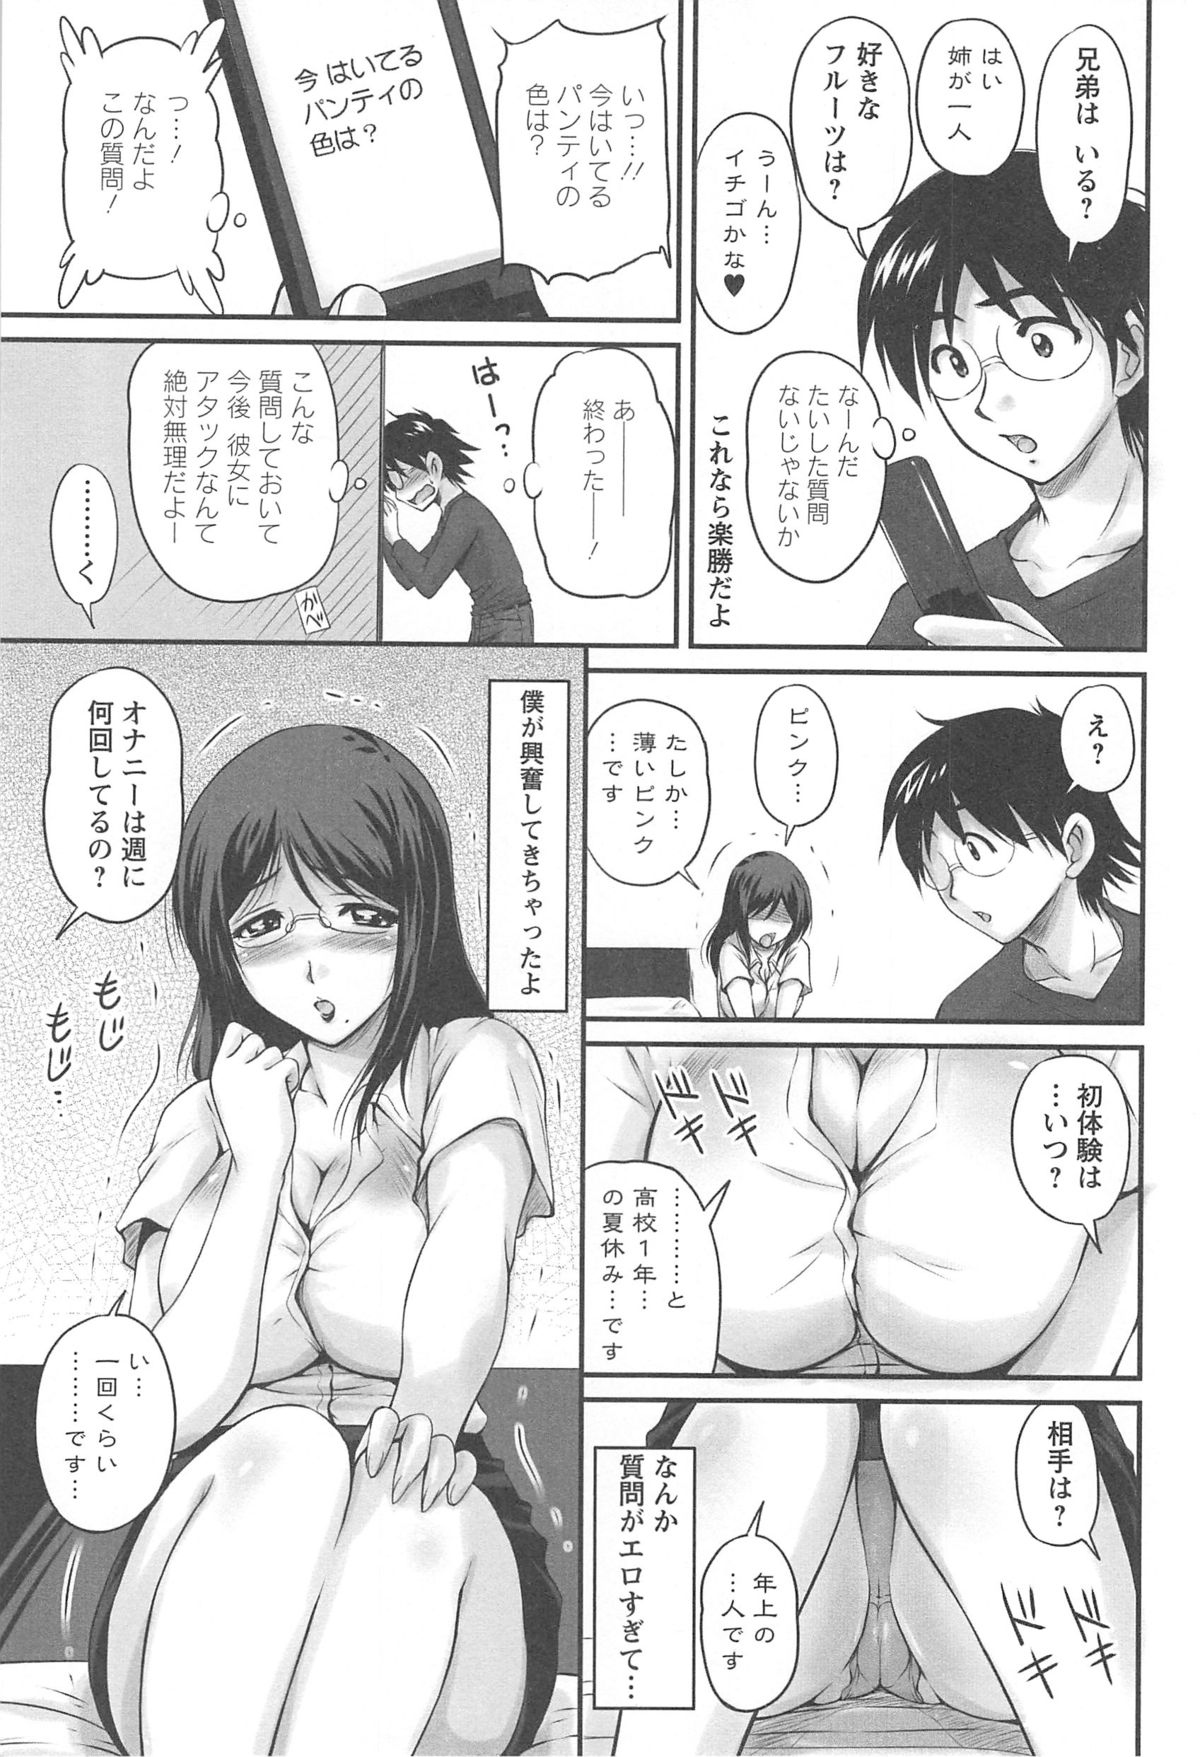 兄弟は いる?
はい
姉が一人
好きな
フルーツは?
うーん…
イチゴかな♥
なーんだ
たいした質問
ないじゃないか
これなら楽勝だよ
いっ…!!
今はいてる
パンティの
色は?
今 はいてる
パンティの
色は?
っ…!
なんだよ
この質問!
あ――
終わった――!
はーっ…
こんな
質問しておいて
今後 彼女に
アタックなんて
絶対無理だよー
かべ
………く
え?
ピンク…
たしか…
薄いピンク
…です
初体験は
…いつ?
ドキ
ドキ
…………と
高校1年…
の夏休み…です
相手は?
年上の
…人です
ドキ
ドキ
なんか
質問がエロすぎて…
僕が興奮してきちゃったよ
オナニーは週に
何回してるの?
もじ
もじ…
い…
一回くらい
………です…